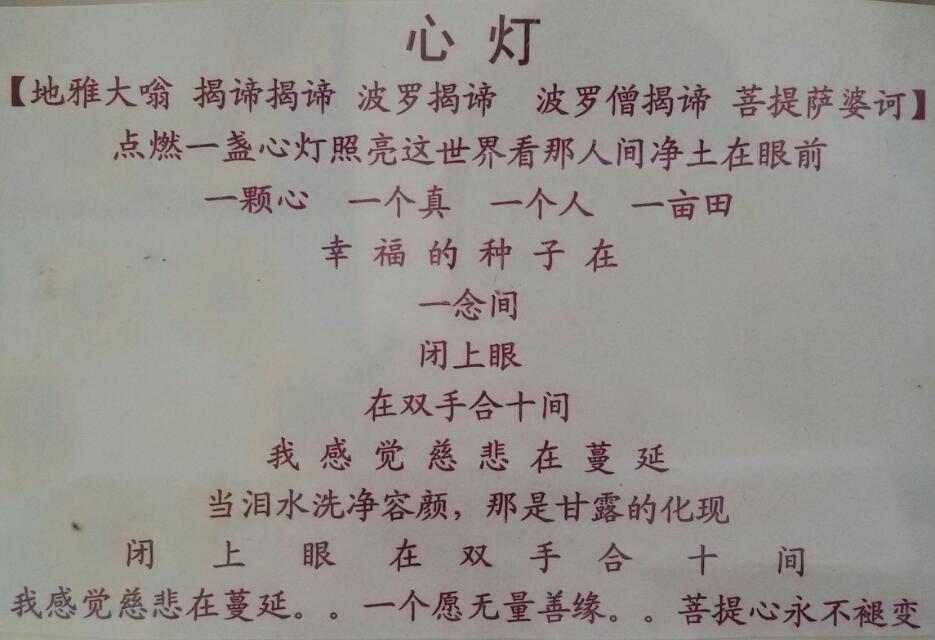 心 灯
【地雅大嗡 揭谛揭谛 波罗揭谛 波罗僧揭谛 菩提萨婆诃】
点燃一盏心灯照亮这世界看那人间净土在眼前
一颗心 一个真 一个人 一亩田
幸 福 的 种 子 在
一念间
闭上眼
在双手合十间
我 感 觉 慈 悲 在 蔓 延
当泪水洗净容颜，那是甘露的化现
闭 上 眼 在 双 手 合 十 间
我感觉慈悲在蔓延。。一个愿无量善缘。。菩提心永不褪变